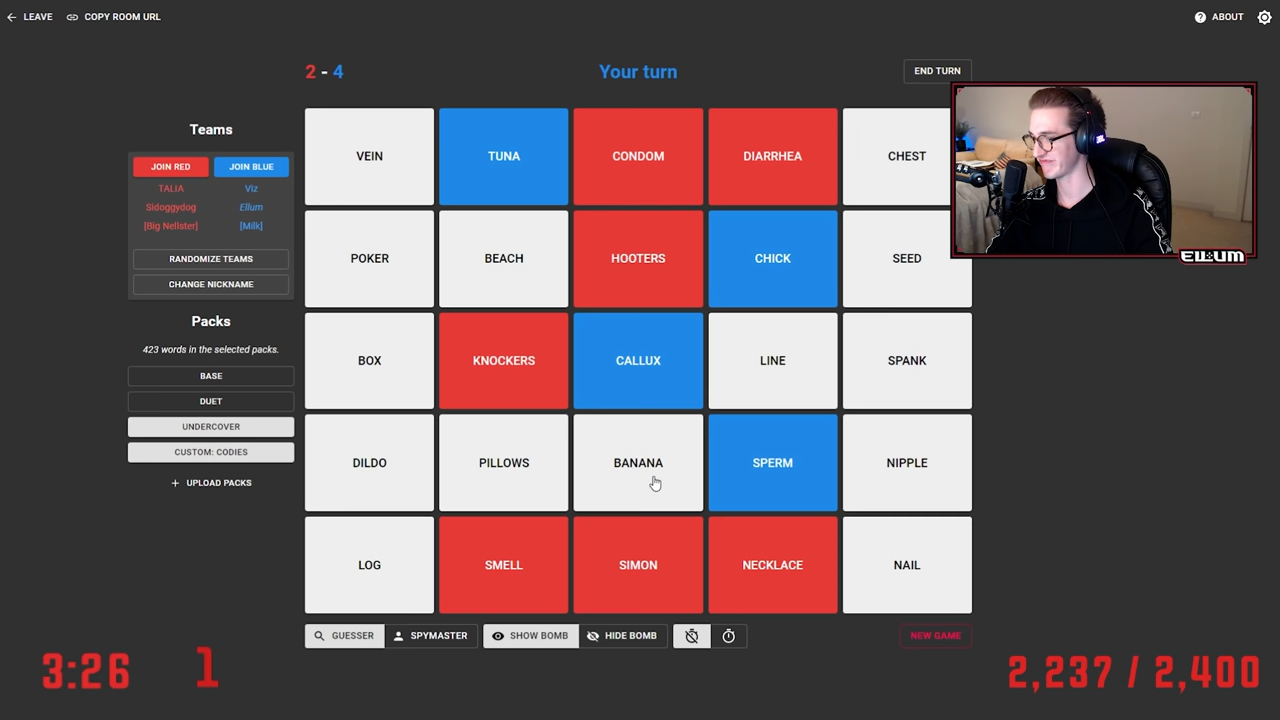 LEAVE COPY ROOM URL ABOUT
2 - 4 Your turn END TURN
Teams
JOIN RED JOIN BLUE
TALIA Viz
Sidoggydog Ellum
[Big Nellster] [Milk]
RANDOMIZE TEAMS
CHANGE NICKNAME
Packs
423 words in the selected packs.
BASE
DUET
UNDERCOVER
CUSTOM: CODIES
+ UPLOAD PACKS
VEIN TUNA CONDOM DIARRHEA CHEST
POKER BEACH HOOTERS CHICK SEED
BOX KNOCKERS CALLUX LINE SPANK
DILDO PILLOWS BANANA SPERM NIPPLE
LOG SMELL SIMON NECKLACE NAIL
GUESSER SPYMASTER SHOW BOMB HIDE BOMB NEW GAME
ELLUM
3:26 1 2,237 / 2,400